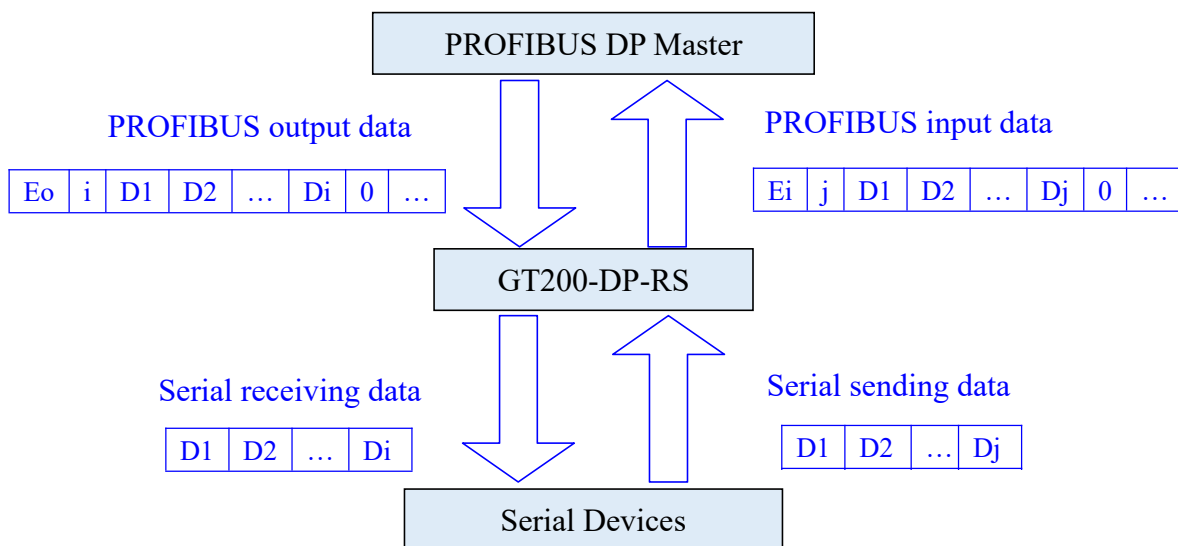 PROFIBUS DP Master
PROFIBUS output data
PROFIBUS input data
Eo i D1 D2 … Di 0 …
Ei j D1 D2 … Dj 0 …
GT200-DP-RS
Serial receiving data
Serial sending data
D1 D2 … Di
D1 D2 … Dj
Serial Devices